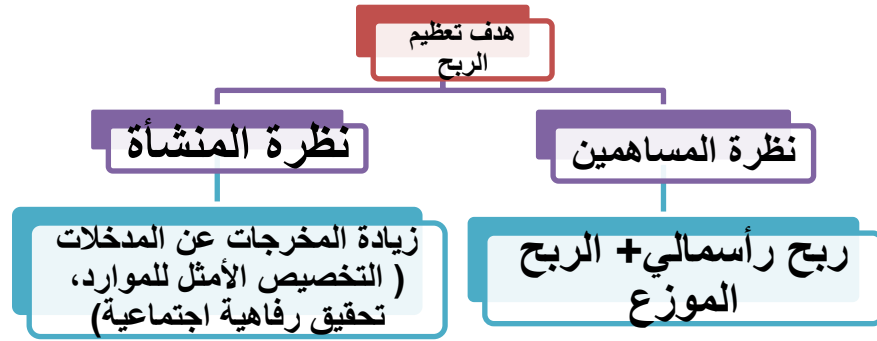 هدف تعظيم
الربح
نظرة المساهمين
نظرة المنشأة
ربح رأسمالي+ الربح
الموزع
زيادة المخرجات عن المدخلات
( التخصيص الأمثل للموارد،
تحقيق رفاهية اجتماعية)